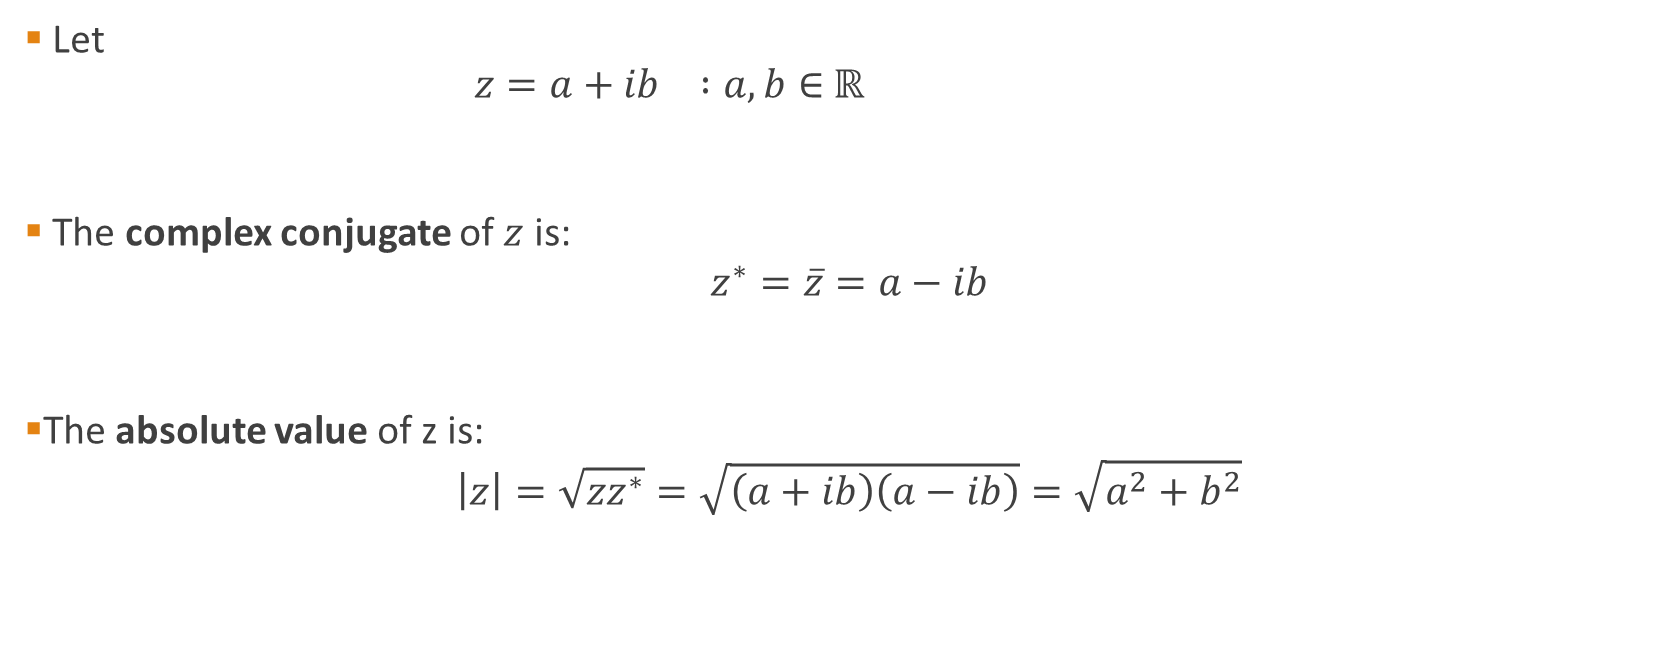 ▪ Let
z = a + ib : a, b ∈ ℝ
▪ The complex conjugate of z is:
z* = z̄ = a − ib
▪The absolute value of z is:
|z| = √(zz*) = √((a + ib)(a − ib)) = √(a² + b²)